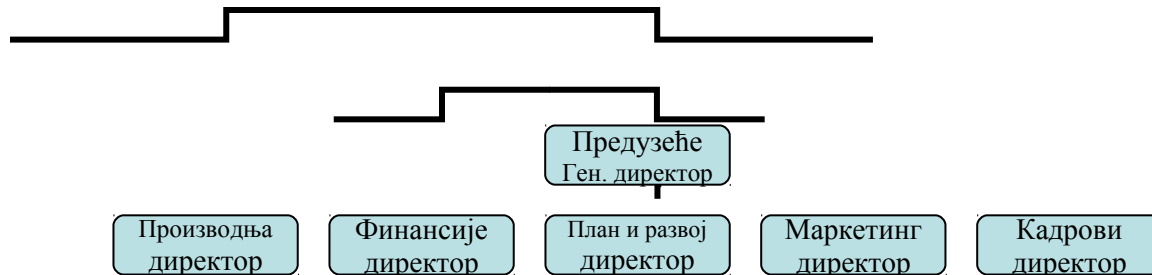 Предузеће
Ген. директор
Производња
директор
Финансије
директор
План и развој
директор
Маркетинг
директор
Кадрови
директор